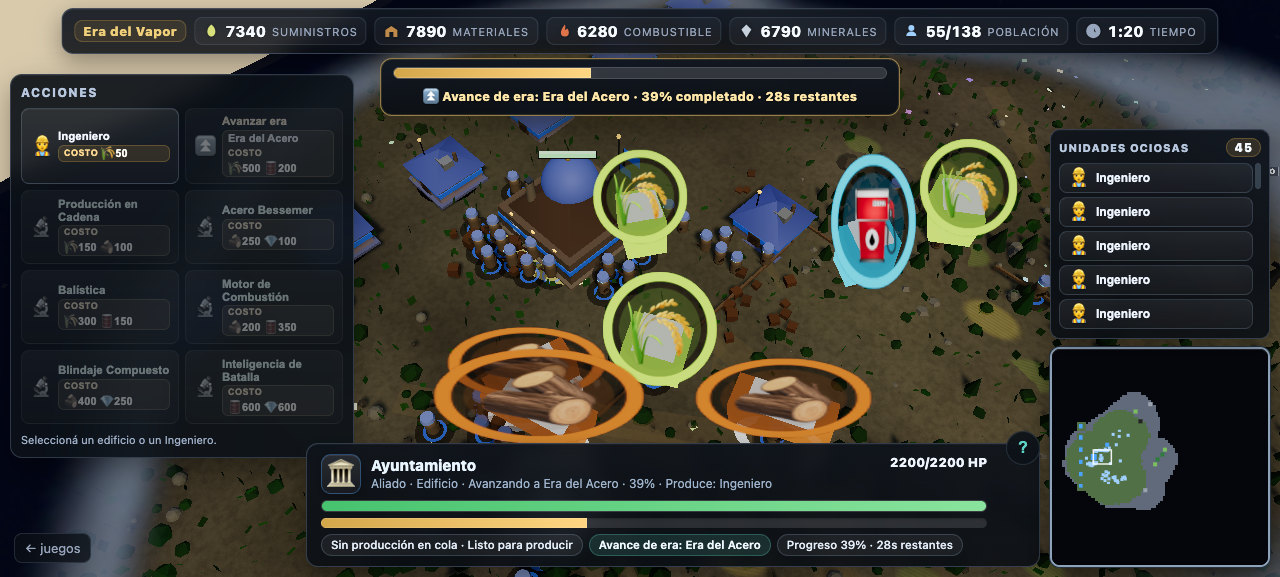 Era del Vapor
7340 SUMINISTROS
7890 MATERIALES
6280 COMBUSTIBLE
6790 MINERALES
55/138 POBLACIÓN
1:20 TIEMPO
Avance de era: Era del Acero · 39% completado · 28s restantes
ACCIONES
Ingeniero
COSTO 50
Avanzar era
Era del Acero
COSTO
500 200
Producción en
Cadena
COSTO
150 100
Acero Bessemer
COSTO
250 100
Balística
COSTO
300 150
Motor de
Combustión
COSTO
200 350
Blindaje Compuesto
COSTO
400 250
Inteligencia de
Batalla
COSTO
600 600
Seleccioná un edificio o un Ingeniero.
UNIDADES OCIOSAS 45
Ingeniero
Ingeniero
Ingeniero
Ingeniero
Ingeniero
?
Ayuntamiento
2200/2200 HP
Aliado · Edificio · Avanzando a Era del Acero · 39% · Produce: Ingeniero
Sin producción en cola · Listo para producir
Avance de era: Era del Acero
Progreso 39% · 28s restantes
← juegos